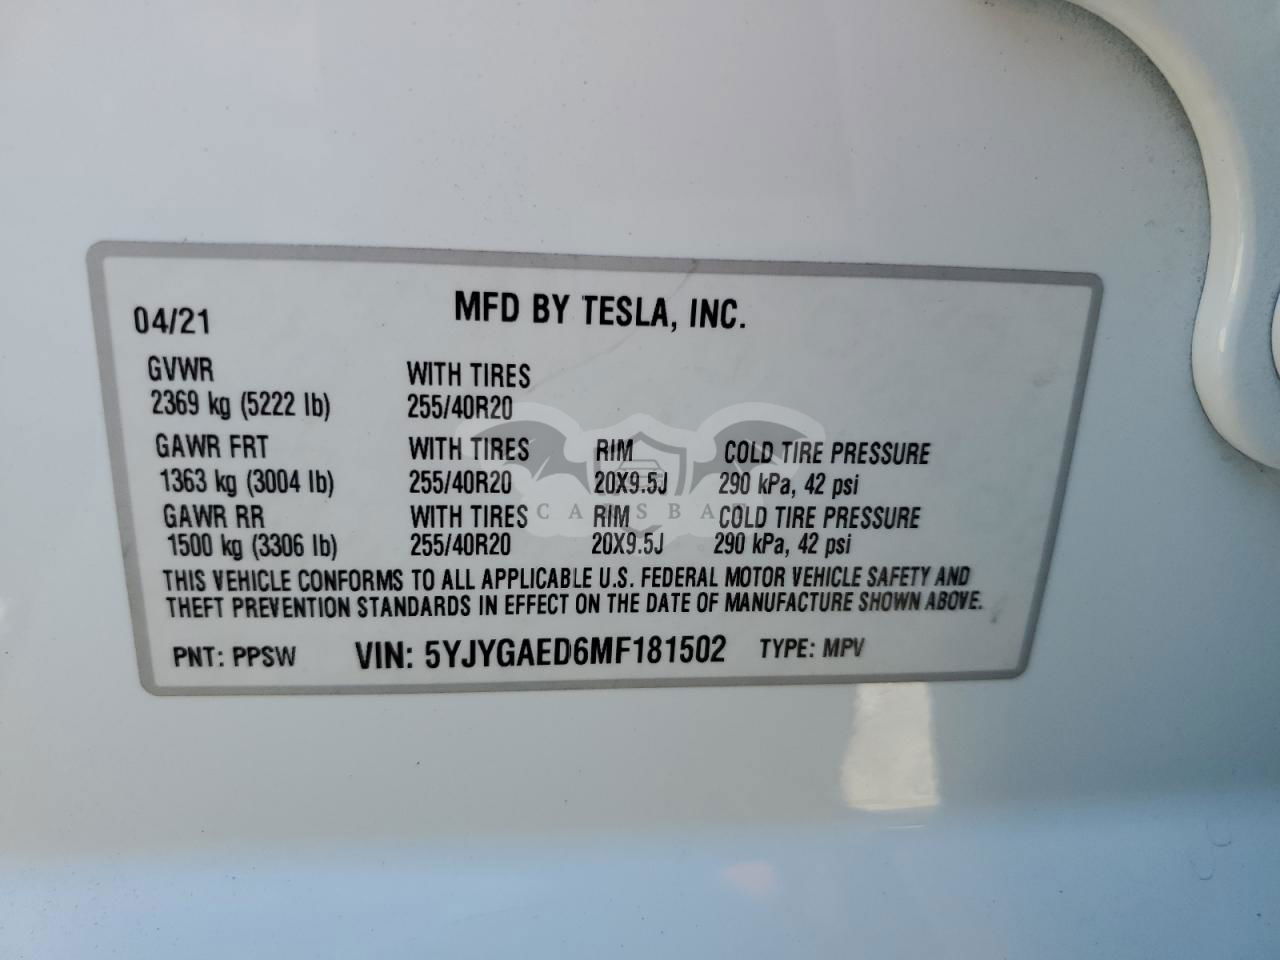 04/21 MFD BY TESLA, INC.
GVWR WITH TIRES
2369 kg (5222 lb) 255/40R20
GAWR FRT WITH TIRES RIM COLD TIRE PRESSURE
1363 kg (3004 lb) 255/40R20 20X9.5J 290 kPa, 42 psi
GAWR RR WITH TIRES RIM COLD TIRE PRESSURE
1500 kg (3306 lb) 255/40R20 20X9.5J 290 kPa, 42 psi
THIS VEHICLE CONFORMS TO ALL APPLICABLE U.S. FEDERAL MOTOR VEHICLE SAFETY AND
THEFT PREVENTION STANDARDS IN EFFECT ON THE DATE OF MANUFACTURE SHOWN ABOVE.
PNT: PPSW VIN: 5YJYGAED6MF181502 TYPE: MPV